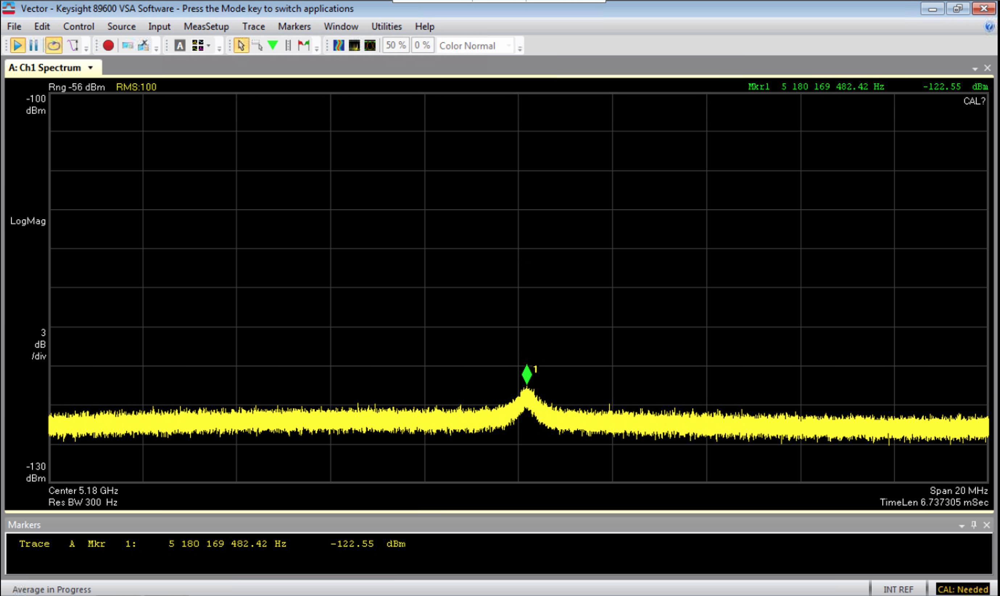 Vector - Keysight 89600 VSA Software - Press the Mode key to switch applications
File Edit Control Source Input MeasSetup Trace Markers Window Utilities Help
A 50 % 0 % Color Normal
A: Ch1 Spectrum
Rng -56 dBm RMS:100 Mkr1 5 180 169 482.42 Hz -122.55 dBm
-100
dBm
CAL?
LogMag
3
dB
/div
1
-130
dBm
Center 5.18 GHz Span 20 MHz
Res BW 300 Hz TimeLen 6.737305 mSec
Markers
Trace A Mkr 1: 5 180 169 482.42 Hz -122.55 dBm
Average in Progress INT REF CAL: Needed